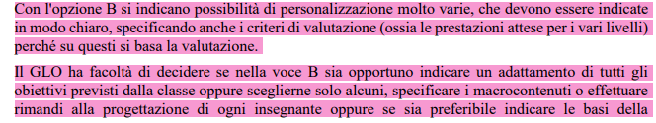 Con l'opzione B si indicano possibilità di personalizzazione molto varie, che devono essere indicate
in modo chiaro, specificando anche i criteri di valutazione (ossia le prestazioni attese per i vari livelli)
perché su questi si basa la valutazione.
Il GLO ha facoltà di decidere se nella voce B sia opportuno indicare un adattamento di tutti gli
obiettivi previsti dalla classe oppure sceglierne solo alcuni, specificare i macrocontenuti o effettuare
rimandi alla progettazione di ogni insegnante oppure se sia preferibile indicare le basi della